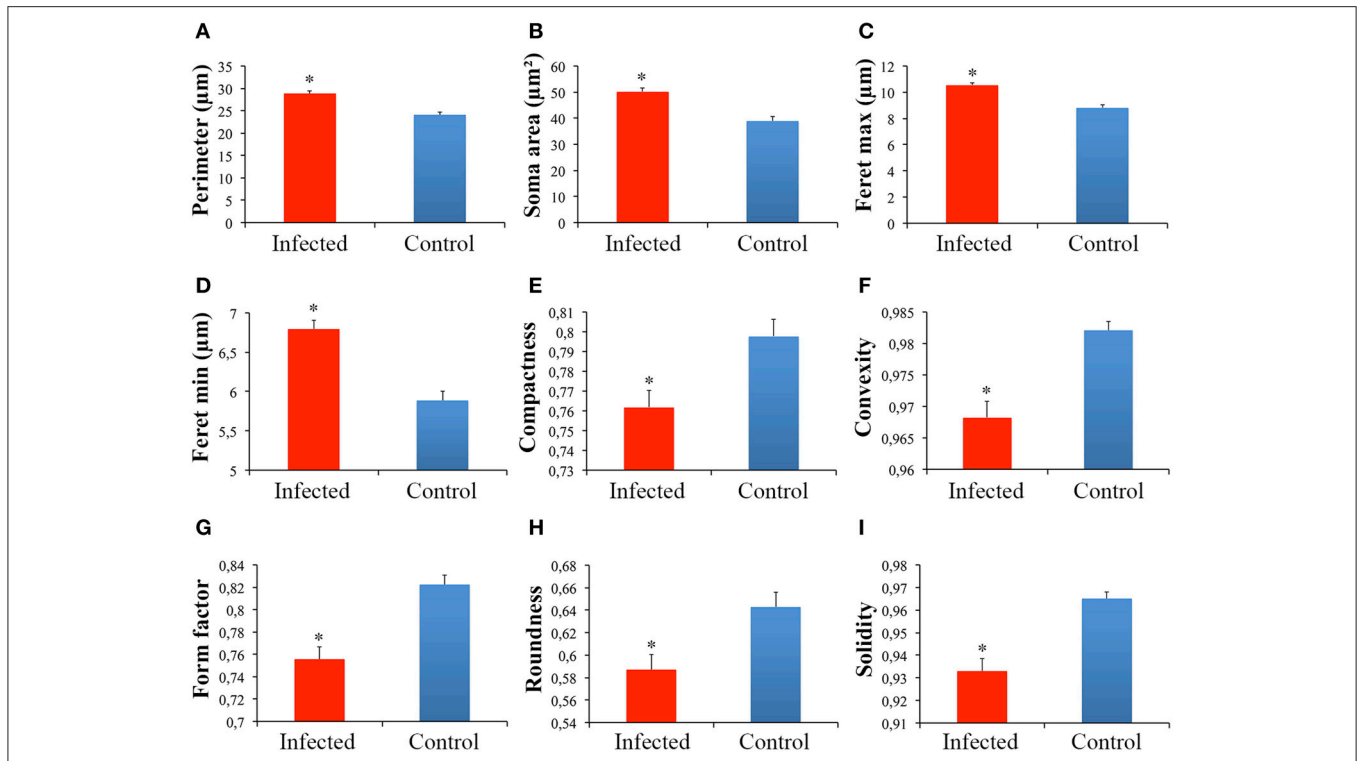 A
Perimeter (µm)
40
35
30
25
20
15
10
5
0
*
Infected
Control
B
Soma area (µm²)
60
50
40
30
20
10
0
*
Infected
Control
C
Feret max (µm)
12
10
8
6
4
2
0
*
Infected
Control
D
Feret min (µm)
7
6,5
6
5,5
5
*
Infected
Control
E
Compactness
0,81
0,8
0,79
0,78
0,77
0,76
0,75
0,74
0,73
*
Infected
Control
F
Convexity
0,985
0,98
0,975
0,97
0,965
0,96
*
Infected
Control
G
Form factor
0,84
0,82
0,8
0,78
0,76
0,74
0,72
0,7
*
Infected
Control
H
Roundness
0,68
0,66
0,64
0,62
0,6
0,58
0,56
0,54
*
Infected
Control
I
Solidity
0,98
0,97
0,96
0,95
0,94
0,93
0,92
0,91
*
Infected
Control